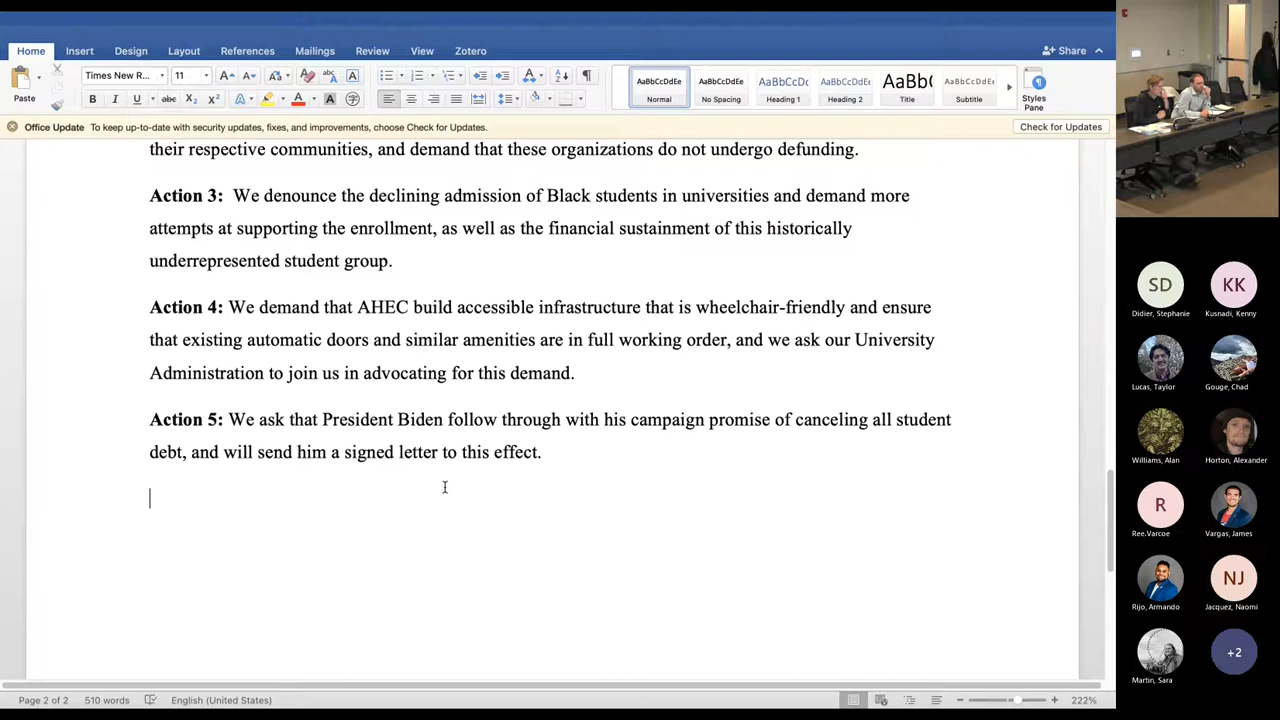 Home Insert Design Layout References Mailings Review View Zotero Share
Paste
Times New R... 11
B I U abc X2 X2 A A
AaBbCcDdEe AaBbCcDdEe AaBbCcDc AaBbCcDdEe AaBb( AaBbCcDdEe
Normal No Spacing Heading 1 Heading 2 Title Subtitle
Styles
Pane
Office Update To keep up-to-date with security updates, fixes, and improvements, choose Check for Updates. Check for Updates
their respective communities, and demand that these organizations do not undergo defunding.
Action 3: We denounce the declining admission of Black students in universities and demand more
attempts at supporting the enrollment, as well as the financial sustainment of this historically
underrepresented student group.
Action 4: We demand that AHEC build accessible infrastructure that is wheelchair-friendly and ensure
that existing automatic doors and similar amenities are in full working order, and we ask our University
Administration to join us in advocating for this demand.
Action 5: We ask that President Biden follow through with his campaign promise of canceling all student
debt, and will send him a signed letter to this effect.
Page 2 of 2 510 words English (United States) 222%
SD KK
Didier, Stephanie Kusnadi, Kenny
Lucas, Taylor Gouge, Chad
Williams, Alan Horton, Alexander
R
Ree.Varcoe Vargas, James
NJ
Rijo, Armando Jacquez, Naomi
+2
Martin, Sara